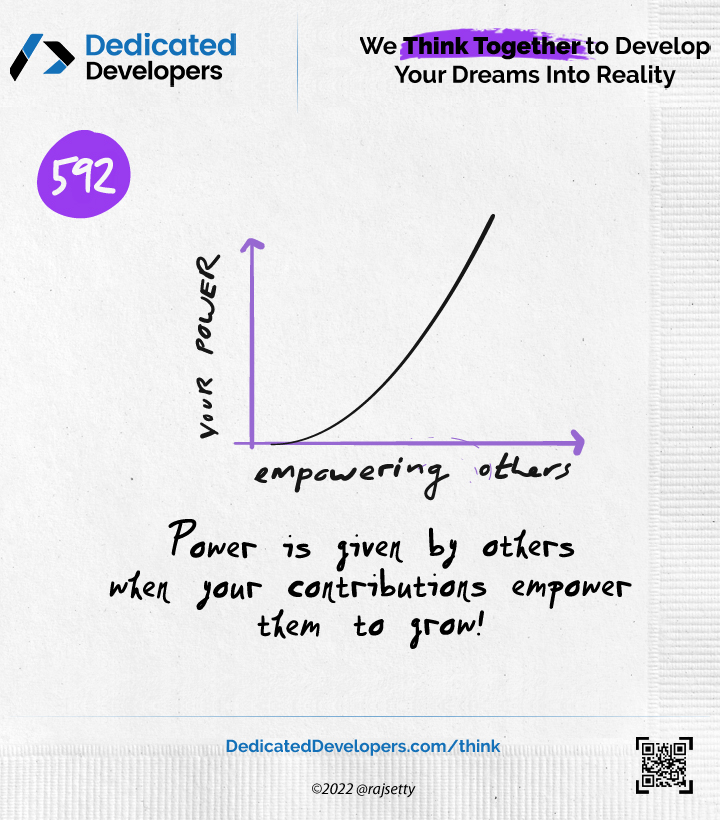 Dedicated
Developers
We Think Together to Develop
Your Dreams Into Reality
592
YOUR POWER
empowering others
Power is given by others
when your contributions empower
them to grow!
DedicatedDevelopers.com/think
©2022 @rajsetty